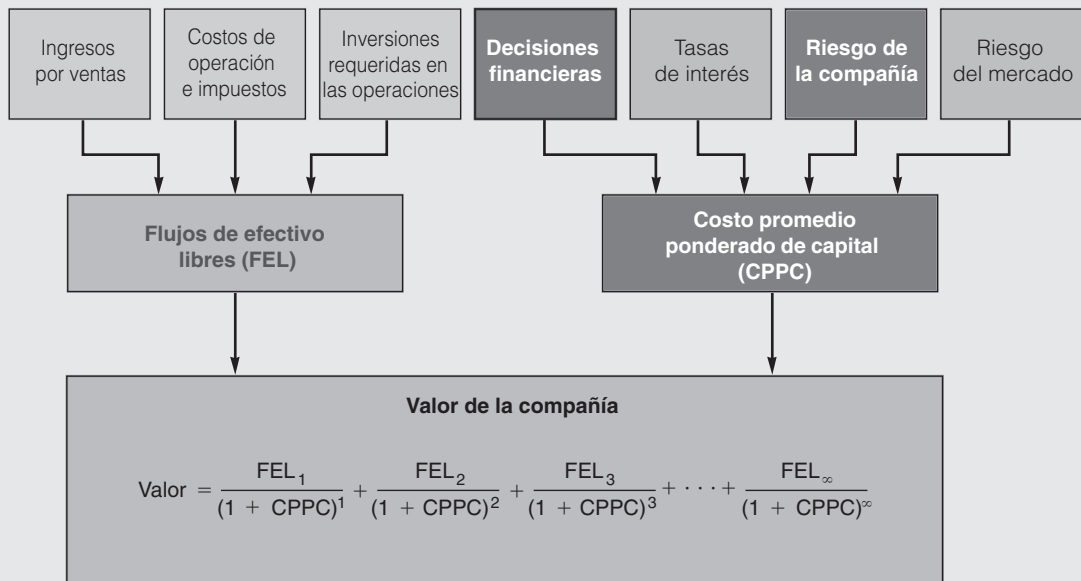 Ingresos
por ventas
Costos de
operación
e impuestos
Inversiones
requeridas en
las operaciones
Decisiones
financieras
Tasas
de interés
Riesgo de
la compañía
Riesgo
del mercado
Flujos de efectivo
libres (FEL)
Costo promedio
ponderado de capital
(CPPC)
Valor de la compañía
Valor = FEL₁/(1 + CPPC)¹ + FEL₂/(1 + CPPC)² + FEL₃/(1 + CPPC)³ + · · · + FEL∞/(1 + CPPC)^∞